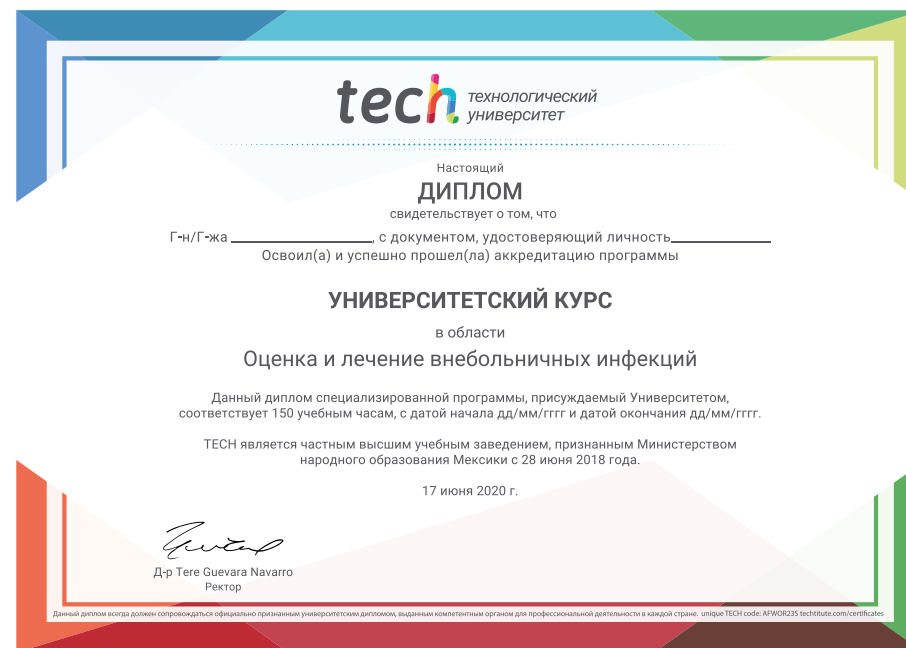 tech технологический
университет
Настоящий
ДИПЛОМ
свидетельствует о том, что
Г-н/Г-жа ____________________, с документом, удостоверяющий личность______________
Освоил(а) и успешно прошел(ла) аккредитацию программы
УНИВЕРСИТЕТСКИЙ КУРС
в области
Оценка и лечение внебольничных инфекций
Данный диплом специализированной программы, присуждаемый Университетом,
соответствует 150 учебным часам, с датой начала дд/мм/гггг и датой окончания дд/мм/гггг.
TECH является частным высшим учебным заведением, признанным Министерством
народного образования Мексики с 28 июня 2018 года.
17 июня 2020 г.
Д-р Tere Guevara Navarro
Ректор
Данный диплом всегда должен сопровождаться официально признанным университетским дипломом, выданным компетентным органом для профессиональной деятельности в каждой стране. unique TECH code: AFWOR23S techtitute.com/certificates